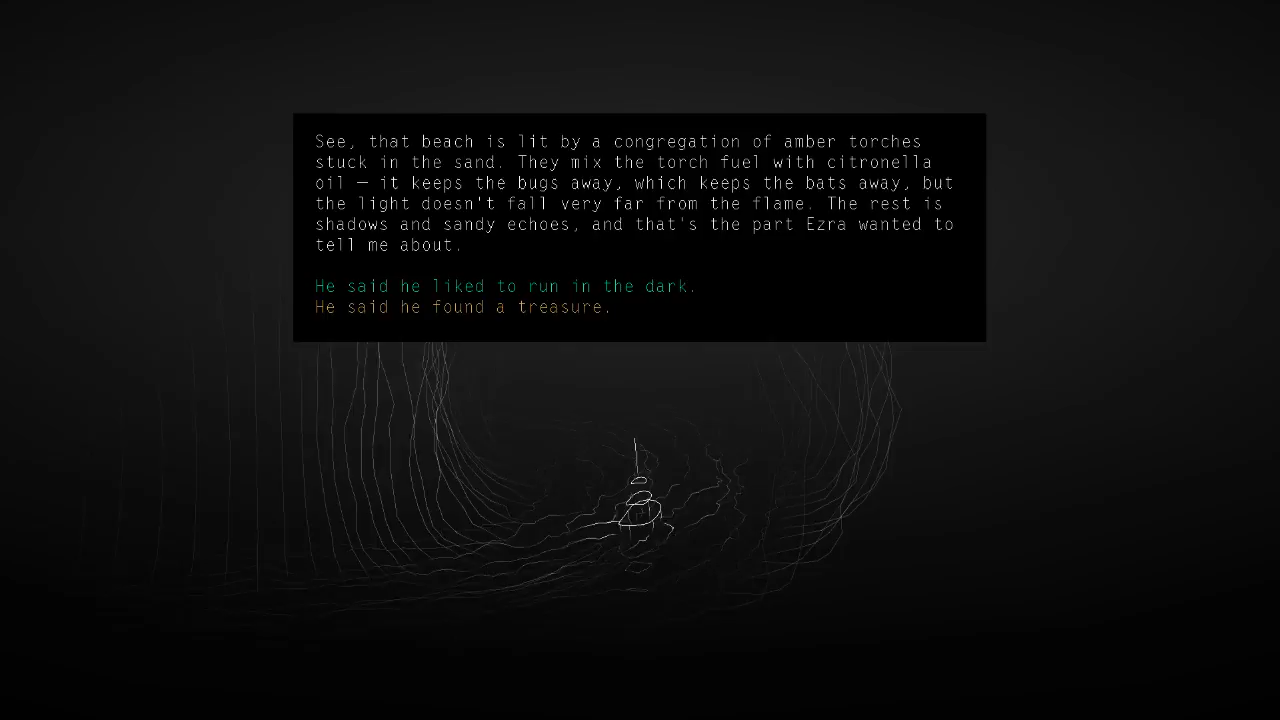 See, that beach is lit by a congregation of amber torches
stuck in the sand. They mix the torch fuel with citronella
oil — it keeps the bugs away, which keeps the bats away, but
the light doesn't fall very far from the flame. The rest is
shadows and sandy echoes, and that's the part Ezra wanted to
tell me about.
He said he liked to run in the dark.
He said he found a treasure.